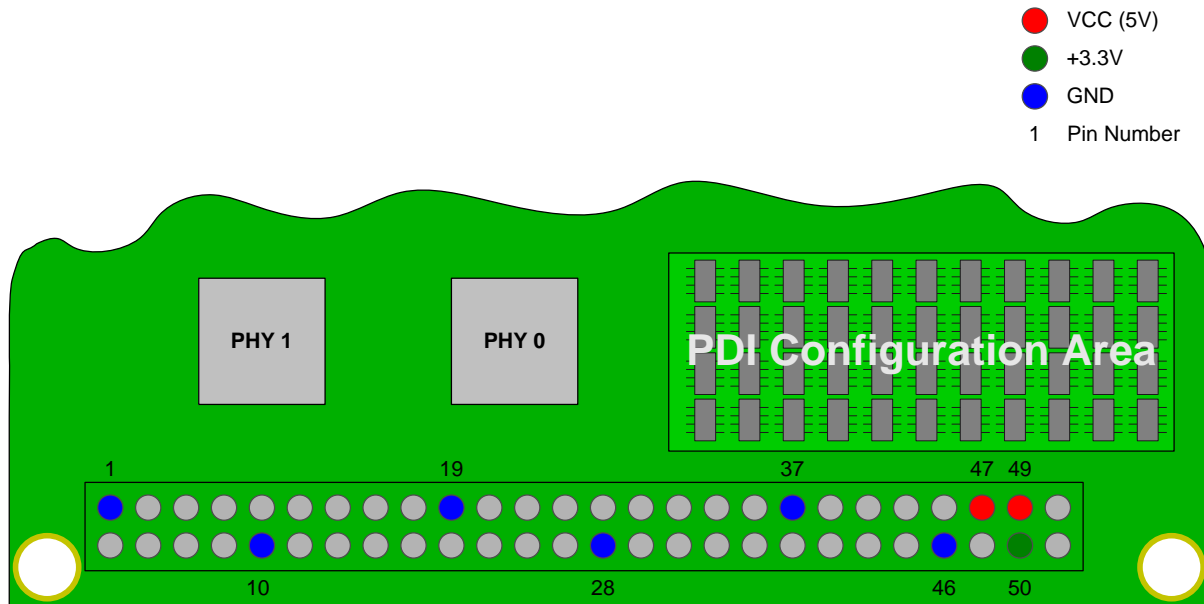 VCC (5V)
+3.3V
GND
1 Pin Number
PHY 1
PHY 0
PDI Configuration Area
1 19 37 47 49
10 28 46 50